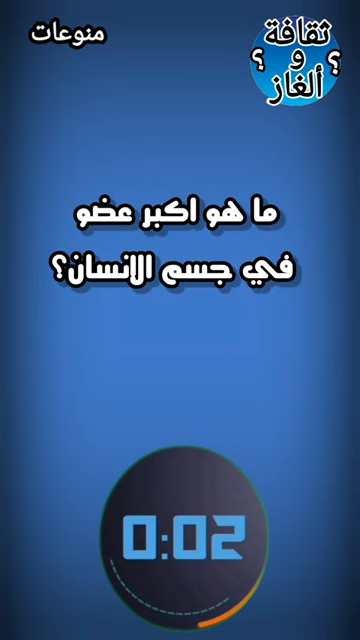 منوعات
ثقافة
و
؟ ألغاز ؟
ما هو اكبر عضو
في جسم الانسان؟
0:02